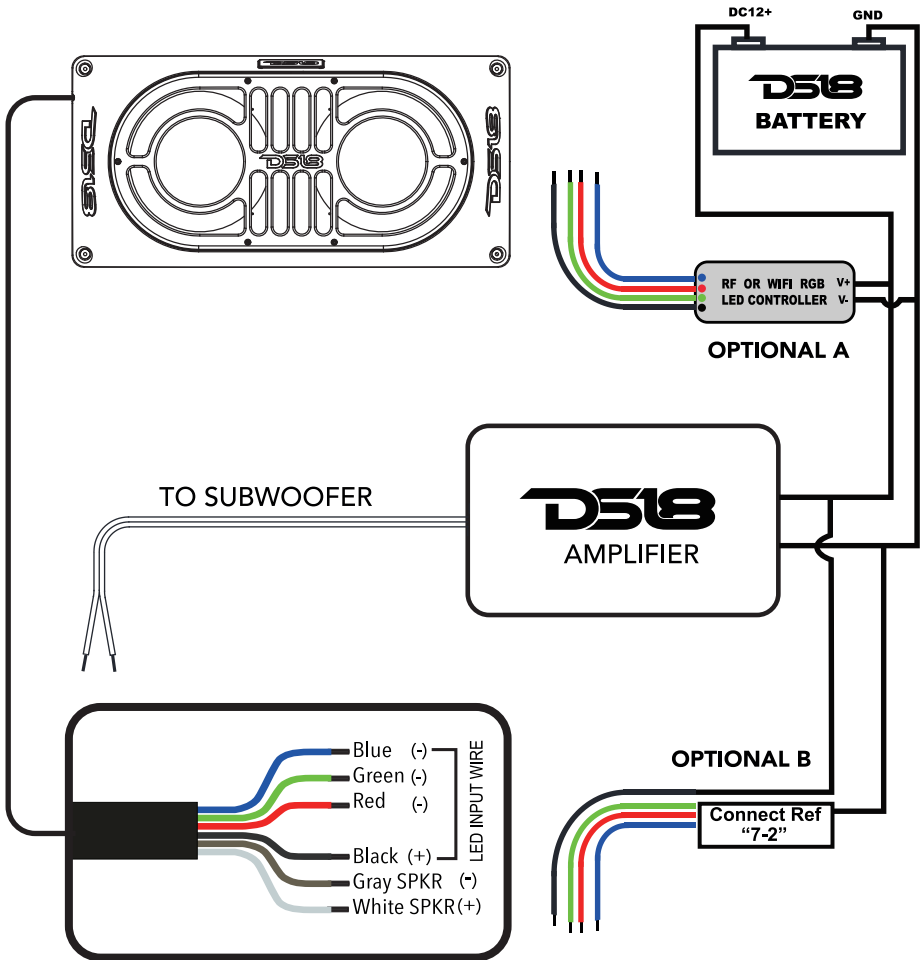 DC12+
GND
DS18
BATTERY
DS18
DS18
DS18
DS18
RF OR WIFI RGB V+
LED CONTROLLER V-
OPTIONAL A
TO SUBWOOFER
DS18
AMPLIFIER
Blue (-)
Green (-)
Red (-)
Black (+)
Gray SPKR (-)
White SPKR(+)
LED INPUT WIRE
OPTIONAL B
Connect Ref
“7-2”